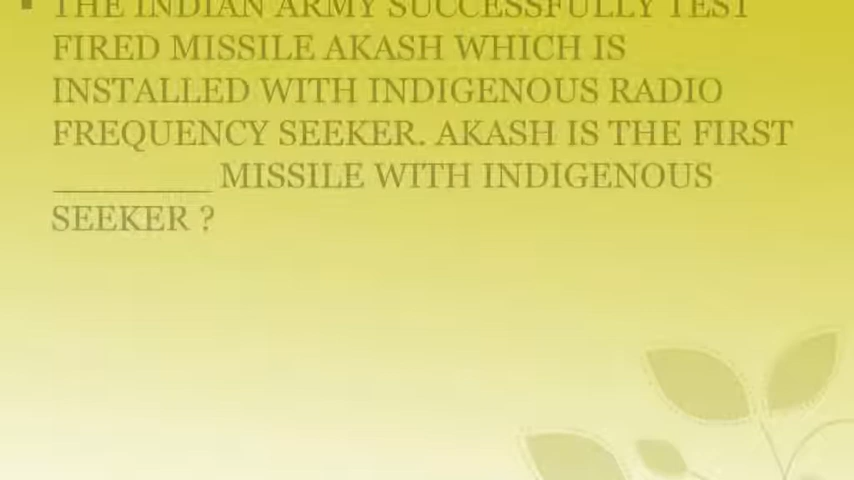 THE INDIAN ARMY SUCCESSFULLY TEST
FIRED MISSILE AKASH WHICH IS
INSTALLED WITH INDIGENOUS RADIO
FREQUENCY SEEKER. AKASH IS THE FIRST
__________ MISSILE WITH INDIGENOUS
SEEKER ?